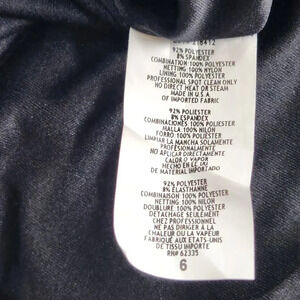 92% POLYESTER
8% SPANDEX
COMBINATION: 100% POLYESTER
NETTING: 100% NYLON
LINING: 100% POLYESTER
PROFESSIONAL SPOT CLEAN ONLY
NO DIRECT HEAT OR STEAM
MADE IN U.S.A.
OF IMPORTED FABRIC
92% POLIESTER
8% ESPANDEX
COMBINACIONES: 100% POLIESTER
MALLA: 100% NILON
FORRO: 100% POLIESTER
LIMPIAR LA MANCHA SOLAMENTE
PROFESIONALMENTE
NO APLICAR DIRECTAMENTE
CALOR O VAPOR
HECHO EN EE.UU
DE MATERIAL IMPORTADO
92% POLYESTER
8% ELASTHANNE
COMBINAISON: 100% POLYESTER
NETTING: 100% NYLON
DOUBLURE: 100% POLYESTER
DETACHAGE SEULEMENT
CHEZ PROFESSIONNEL
NE PAS DIRIGER A LA
CHALEUR OU LA VAPEUR
FABRIQUE AUX ETATS-UNIS
DE TISSU IMPORTE
RN# 62335
6